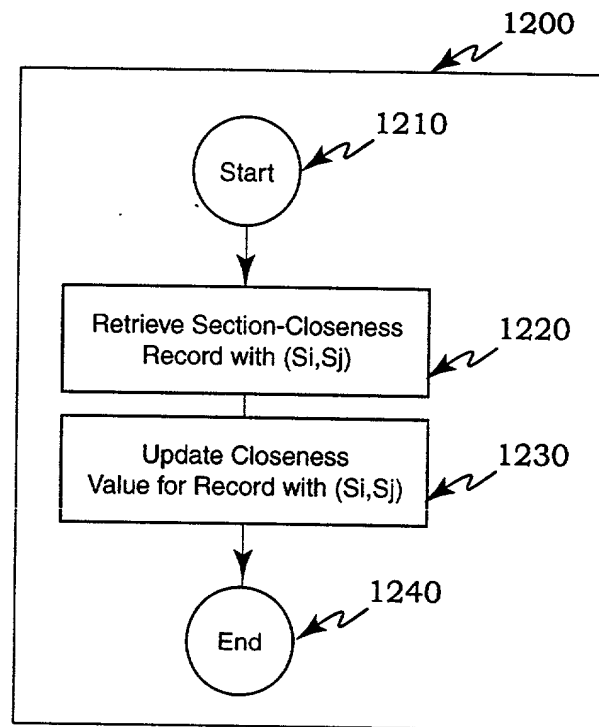 1200
1210
Start
Retrieve Section-Closeness
Record with (Si,Sj)
1220
Update Closeness
Value for Record with (Si,Sj)
1230
1240
End